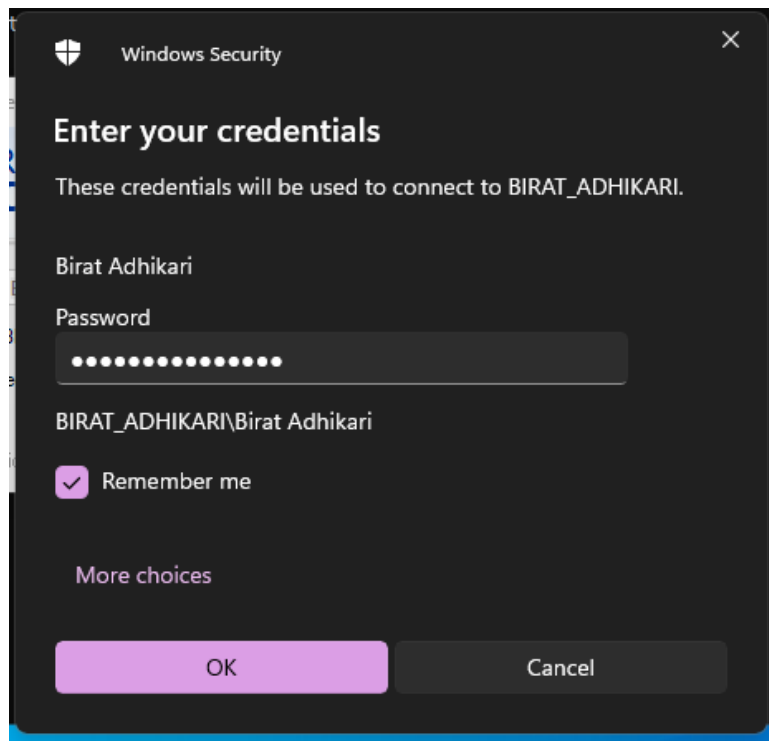 Windows Security
Enter your credentials
These credentials will be used to connect to BIRAT_ADHIKARI.
Birat Adhikari
Password
•••••••••••••••
BIRAT_ADHIKARI\Birat Adhikari
Remember me
More choices
OK
Cancel